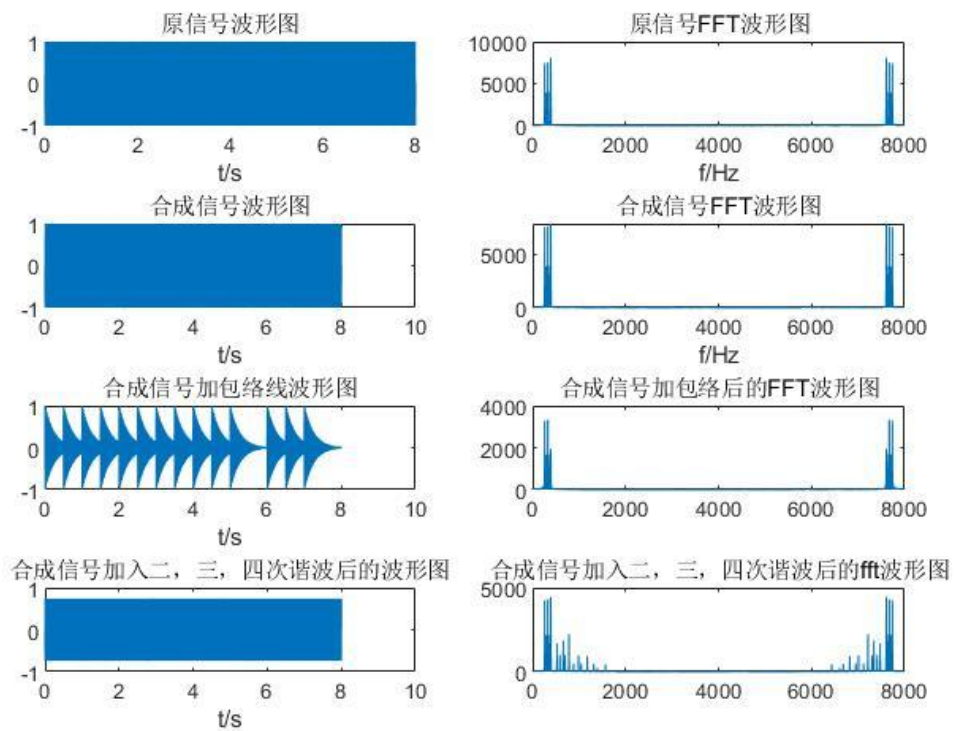 原信号波形图
1
0
-1
0 2 4 6 8
t/s
原信号FFT波形图
10000
5000
0
0 2000 4000 6000 8000
f/Hz
合成信号波形图
1
0
-1
0 2 4 6 8 10
t/s
合成信号FFT波形图
5000
0
0 2000 4000 6000 8000
f/Hz
合成信号加包络线波形图
1
0
-1
0 2 4 6 8 10
t/s
合成信号加包络后的FFT波形图
4000
2000
0
0 2000 4000 6000 8000
合成信号加入二，三，四次谐波后的波形图
1
0
-1
0 2 4 6 8 10
t/s
合成信号加入二，三，四次谐波后的fft波形图
5000
0
0 2000 4000 6000 8000